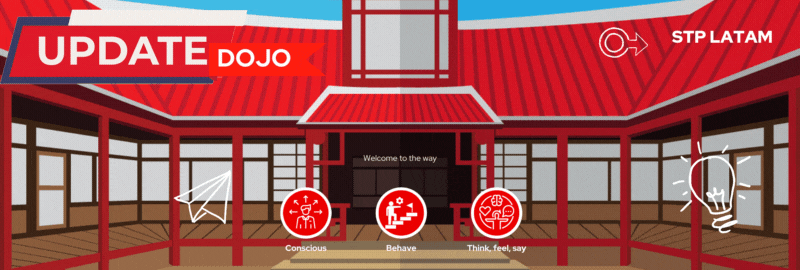 UPDATE DOJO
STP LATAM
Welcome to the way
Conscious
Behave
Think, feel, say